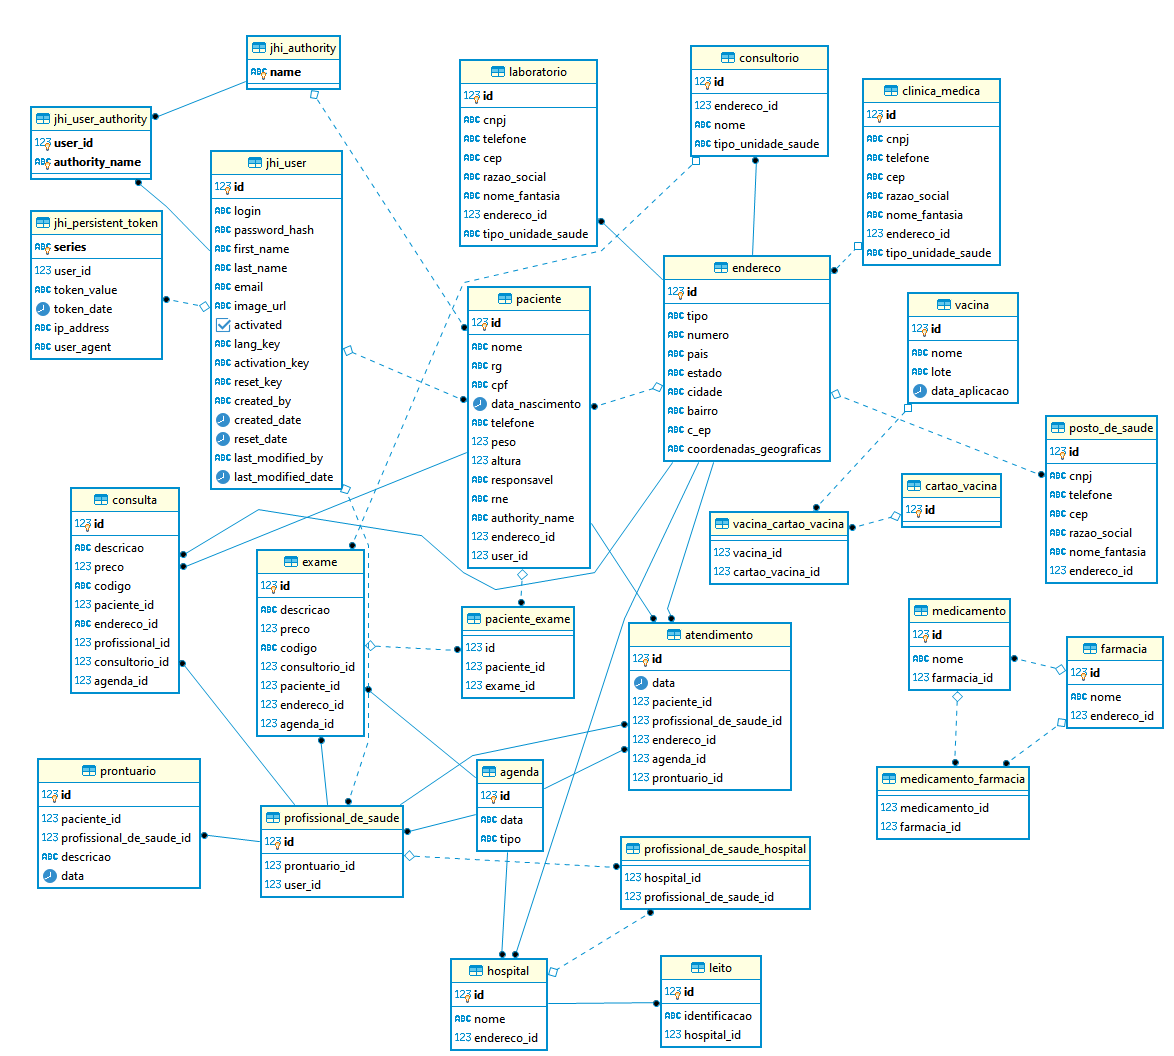 jhi_authority
name
jhi_user_authority
user_id
authority_name
jhi_persistent_token
series
user_id
token_value
token_date
ip_address
user_agent
jhi_user
id
login
password_hash
first_name
last_name
email
image_url
activated
lang_key
activation_key
reset_key
created_by
created_date
reset_date
last_modified_by
last_modified_date
laboratorio
id
cnpj
telefone
cep
razao_social
nome_fantasia
endereco_id
tipo_unidade_saude
consultorio
id
endereco_id
nome
tipo_unidade_saude
clinica_medica
id
cnpj
telefone
cep
razao_social
nome_fantasia
endereco_id
tipo_unidade_saude
endereco
id
tipo
numero
pais
estado
cidade
bairro
c_ep
coordenadas_geograficas
paciente
id
nome
rg
cpf
data_nascimento
telefone
peso
altura
responsavel
rne
authority_name
endereco_id
user_id
vacina
id
nome
lote
data_aplicacao
posto_de_saude
id
cnpj
telefone
cep
razao_social
nome_fantasia
endereco_id
cartao_vacina
id
vacina_cartao_vacina
vacina_id
cartao_vacina_id
consulta
id
descricao
preco
codigo
paciente_id
endereco_id
profissional_id
consultorio_id
agenda_id
exame
id
descricao
preco
codigo
consultorio_id
paciente_id
endereco_id
agenda_id
paciente_exame
id
paciente_id
exame_id
atendimento
id
data
paciente_id
profissional_de_saude_id
endereco_id
agenda_id
prontuario_id
medicamento
id
nome
farmacia_id
farmacia
id
nome
endereco_id
medicamento_farmacia
medicamento_id
farmacia_id
prontuario
id
paciente_id
profissional_de_saude_id
descricao
data
profissional_de_saude
id
prontuario_id
user_id
agenda
id
data
tipo
profissional_de_saude_hospital
hospital_id
profissional_de_saude_id
hospital
id
nome
endereco_id
leito
id
identificacao
hospital_id